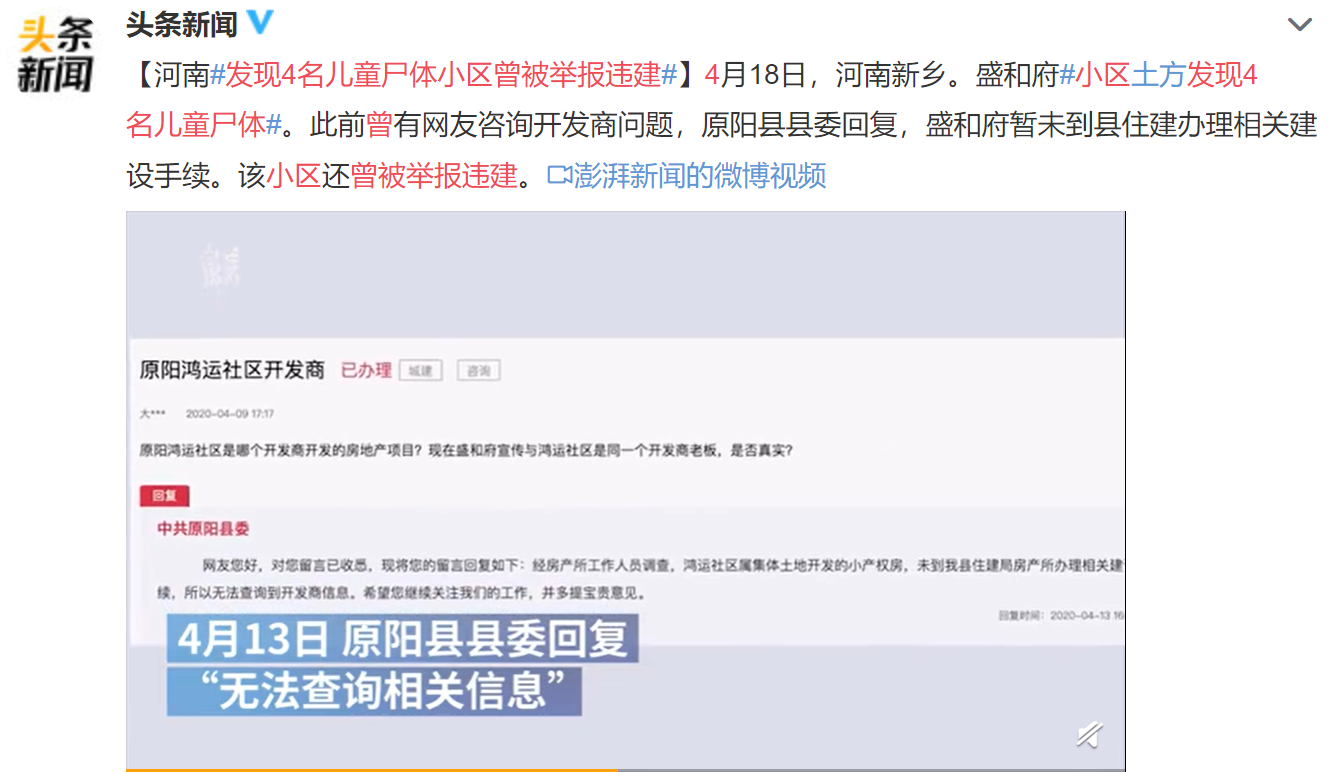 头条
新闻
头条新闻
【河南#发现4名儿童尸体小区曾被举报违建#】4月18日，河南新乡。盛和府#小区土方发现4
名儿童尸体#。此前曾有网友咨询开发商问题，原阳县县委回复，盛和府暂未到县住建办理相关建
设手续。该小区还曾被举报违建。澎湃新闻的微博视频
原阳鸿运社区开发商 已办理 城建 咨询
大*** 2020-04-09 17:17
原阳鸿运社区是哪个开发商开发的房地产项目？现在盛和府宣传与鸿运社区是同一个开发商老板，是否真实？
回复
中共原阳县委
网友您好，对您留言已收悉，现将您的留言回复如下：经房产所工作人员调查，鸿运社区属集体土地开发的小产权房，未到我县住建局房产所办理相关建
续，所以无法查询到开发商信息。希望您继续关注我们的工作，并多提宝贵意见。
回复时间：2020-04-13 16
4月13日 原阳县县委回复
“无法查询相关信息”